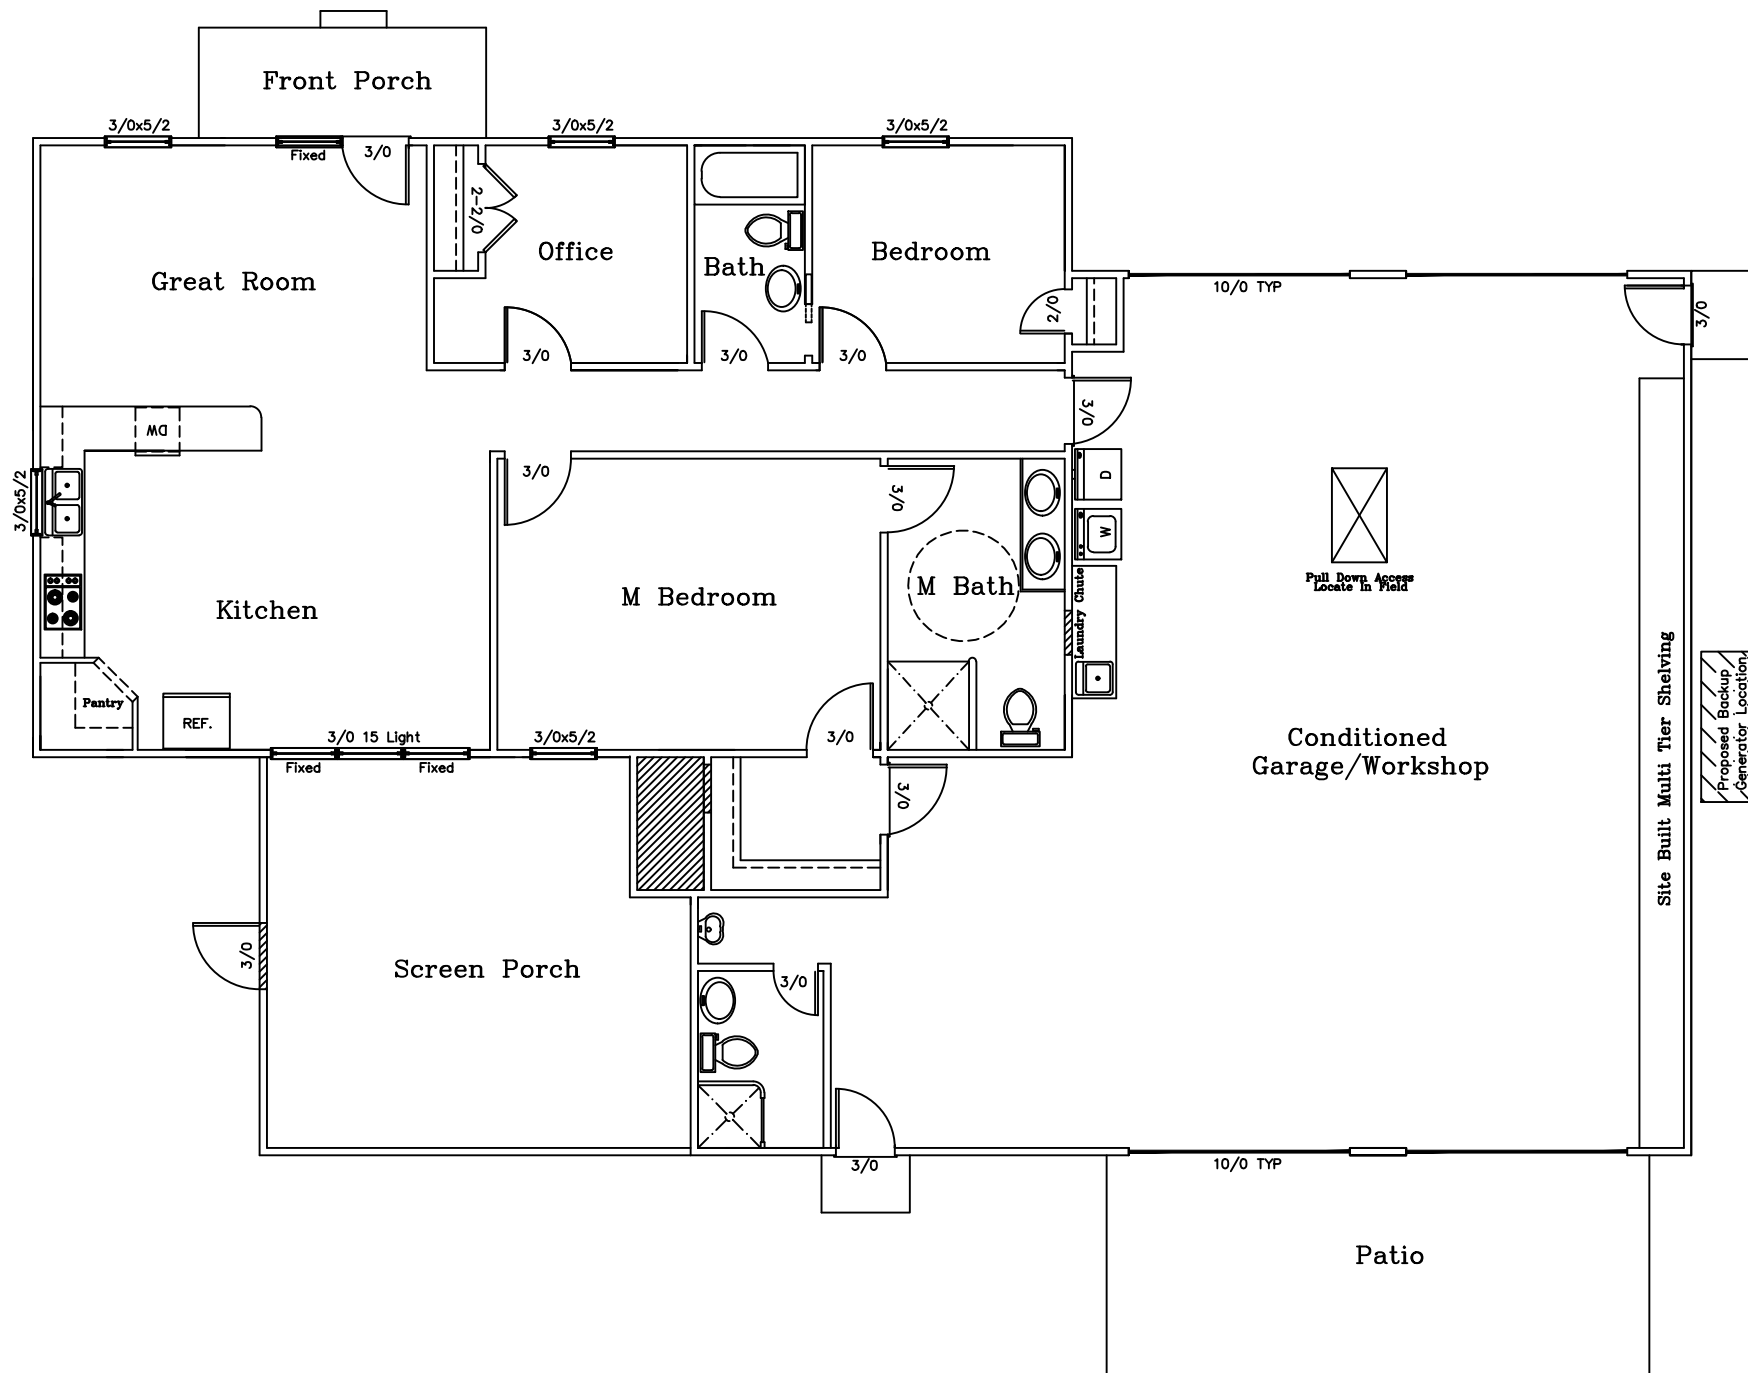 Front Porch
3/0x5/2
Fixed
3/0
3/0x5/2
3/0x5/2
2-2/0
Great Room
Office
Bath
Bedroom
2/0
10/0 TYP
3/0
3/0
3/0
3/0
3/0
DW
3/0x5/2
3/0
3/0
D
W
Pull Down Access
Locate In Field
Kitchen
M Bedroom
M Bath
Laundry Chute
Site Built Multi Tier Shelving
Proposed Backup
Generator Location
Pantry
REF.
3/0 15 Light
Fixed
Fixed
3/0x5/2
3/0
3/0
Conditioned
Garage/Workshop
3/0
Screen Porch
3/0
3/0
10/0 TYP
Patio